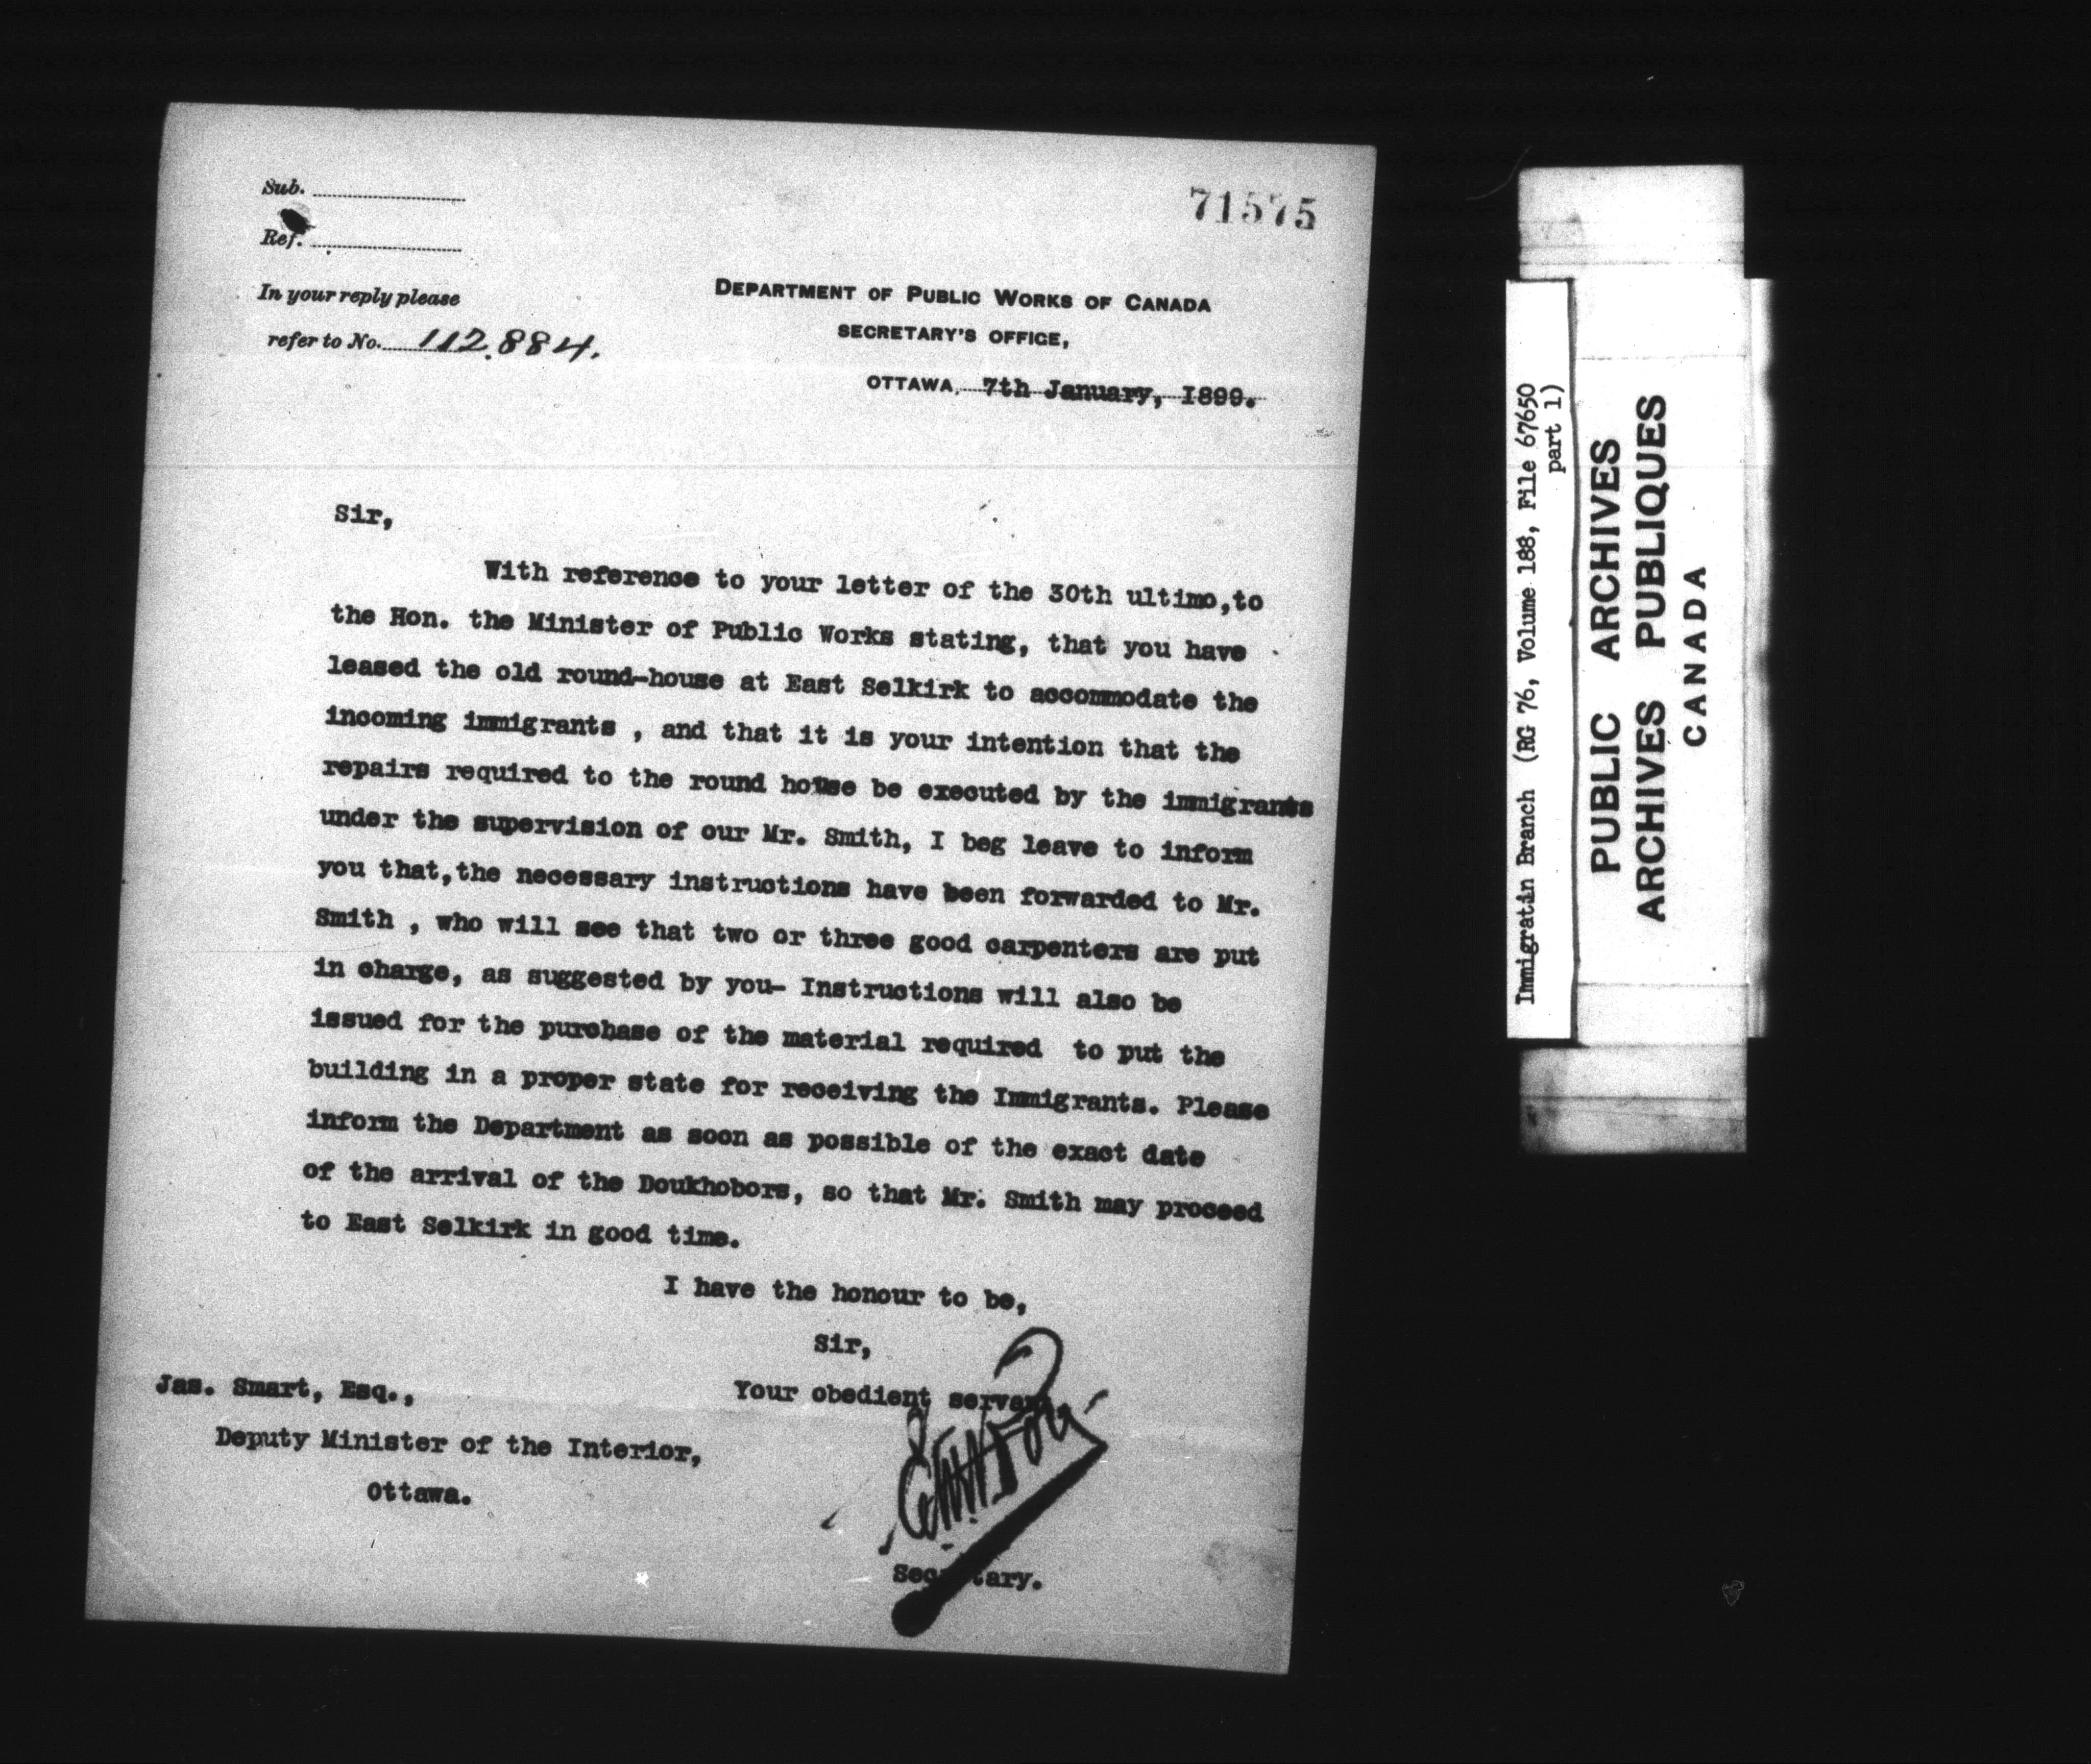 Sub.
71575
Ref.
In your reply please
refer to No. 112.884.
DEPARTMENT OF PUBLIC WORKS OF CANADA
SECRETARY'S OFFICE,
OTTAWA, 7th January, 1899.
Sir,
With reference to your letter of the 30th ultimo,to
the Hon. the Minister of Public Works stating, that you have
leased the old round-house at East Selkirk to accommodate the
incoming immigrants , and that it is your intention that the
repairs required to the round house be executed by the immigrants
under the supervision of our Mr. Smith, I beg leave to inform
you that,the necessary instructions have been forwarded to Mr.
Smith , who will see that two or three good carpenters are put
in charge, as suggested by you- Instructions will also be
issued for the purchase of the material required to put the
building in a proper state for receiving the Immigrants. Please
inform the Department as soon as possible of the exact date
of the arrival of the Doukhobors, so that Mr. Smith may proceed
to East Selkirk in good time.
I have the honour to be,
Sir,
Your obedient servant
Jas. Smart, Esq.,
Deputy Minister of the Interior,
Ottawa.
Secretary.
Immigratin Branch (RG 76, Volume 188, File 67650
part 1)
PUBLIC ARCHIVES
ARCHIVES PUBLIQUES
CANADA